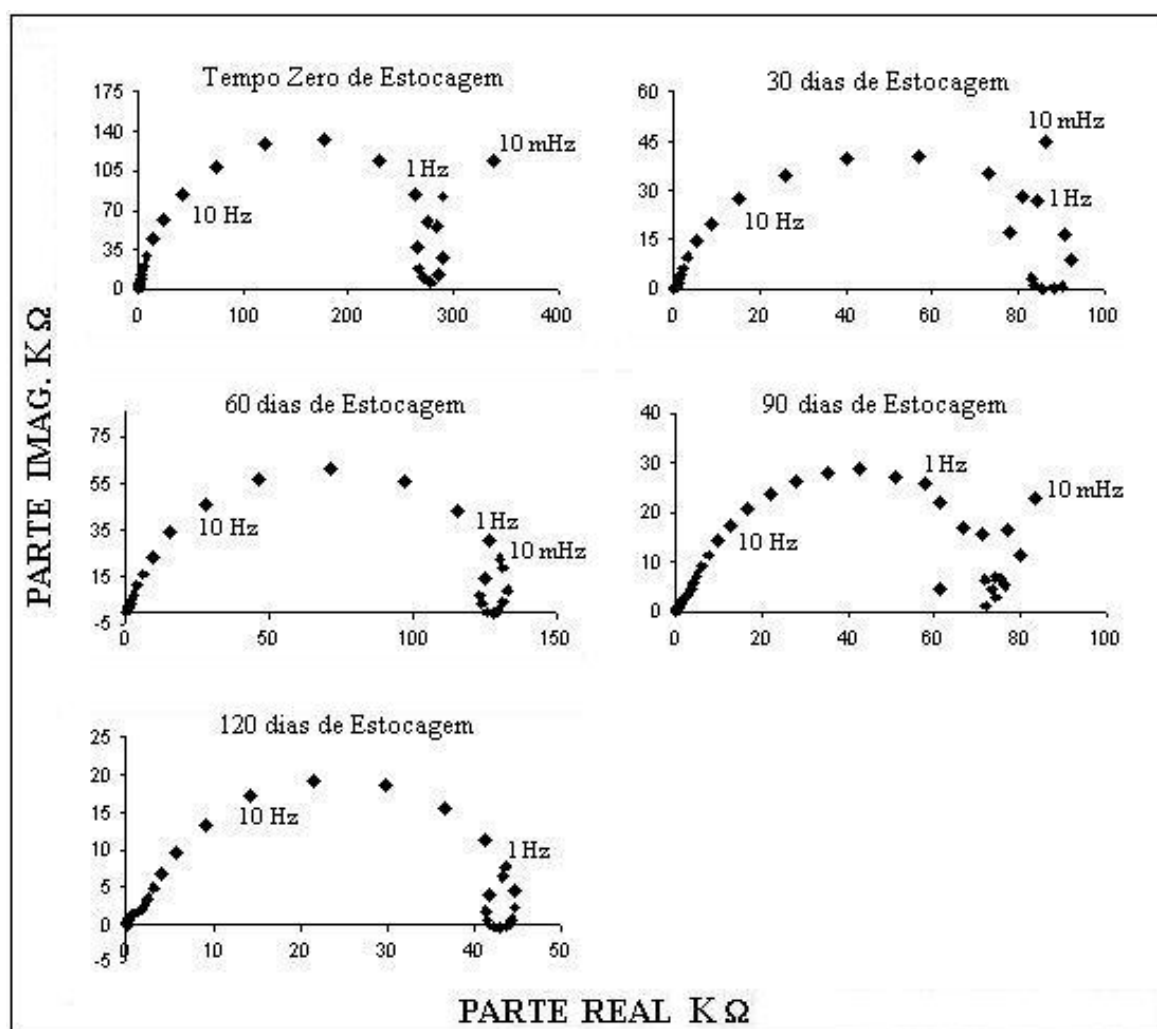 Tempo Zero de Estocagem
175
140
105
70
35
0
0
100
200
300
400
10 Hz
1 Hz
10 mHz
30 dias de Estocagem
60
45
30
15
0
0
20
40
60
80
100
10 Hz
1 Hz
10 mHz
60 dias de Estocagem
75
55
35
15
-5
0
50
100
150
10 Hz
1 Hz
10 mHz
90 dias de Estocagem
40
30
20
10
0
0
20
40
60
80
100
10 Hz
1 Hz
10 mHz
120 dias de Estocagem
25
20
15
10
5
0
-5
0
10
20
30
40
50
10 Hz
1 Hz
PARTE IMAG. K Ω
PARTE REAL K Ω